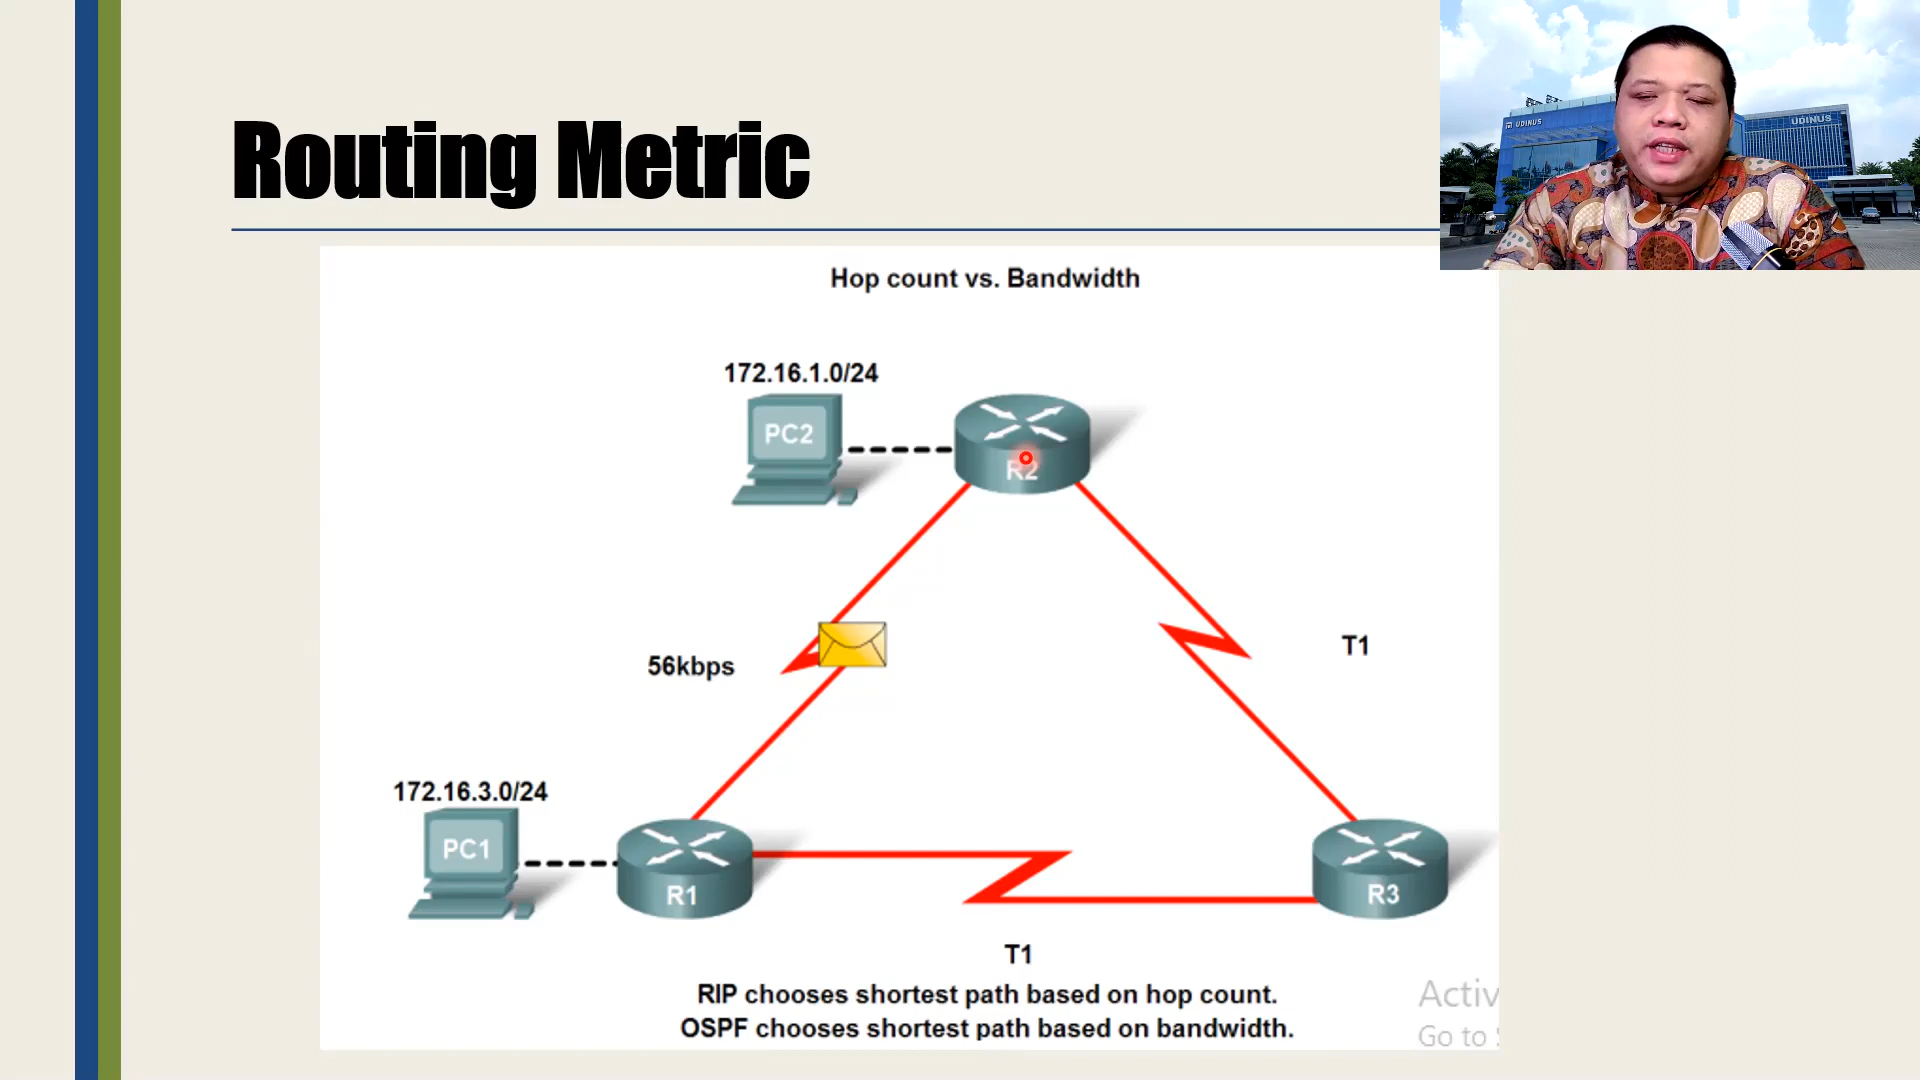 Routing Metric
UDINUS
UDINUS
Hop count vs. Bandwidth
172.16.1.0/24
PC2
R2
56kbps
T1
172.16.3.0/24
PC1
R1
R3
T1
RIP chooses shortest path based on hop count.
OSPF chooses shortest path based on bandwidth.
Activ
Go to S